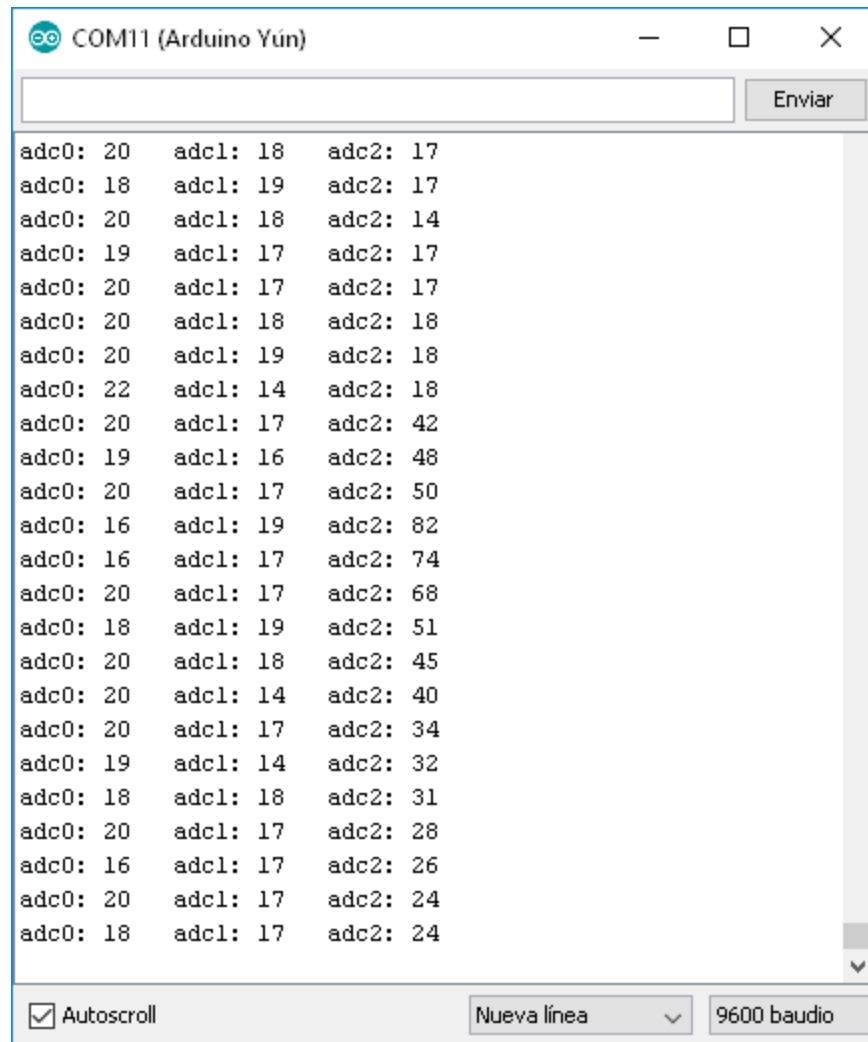 COM11 (Arduino Yún)
Enviar
adc0: 20   adc1: 18   adc2: 17
adc0: 18   adc1: 19   adc2: 17
adc0: 20   adc1: 18   adc2: 14
adc0: 19   adc1: 17   adc2: 17
adc0: 20   adc1: 17   adc2: 17
adc0: 20   adc1: 18   adc2: 18
adc0: 20   adc1: 19   adc2: 18
adc0: 22   adc1: 14   adc2: 18
adc0: 20   adc1: 17   adc2: 42
adc0: 19   adc1: 16   adc2: 48
adc0: 20   adc1: 17   adc2: 50
adc0: 16   adc1: 19   adc2: 82
adc0: 16   adc1: 17   adc2: 74
adc0: 20   adc1: 17   adc2: 68
adc0: 18   adc1: 19   adc2: 51
adc0: 20   adc1: 18   adc2: 45
adc0: 20   adc1: 14   adc2: 40
adc0: 20   adc1: 17   adc2: 34
adc0: 19   adc1: 14   adc2: 32
adc0: 18   adc1: 18   adc2: 31
adc0: 20   adc1: 17   adc2: 28
adc0: 16   adc1: 17   adc2: 26
adc0: 20   adc1: 17   adc2: 24
adc0: 18   adc1: 17   adc2: 24
Autoscroll   Nueva línea   9600 baudio